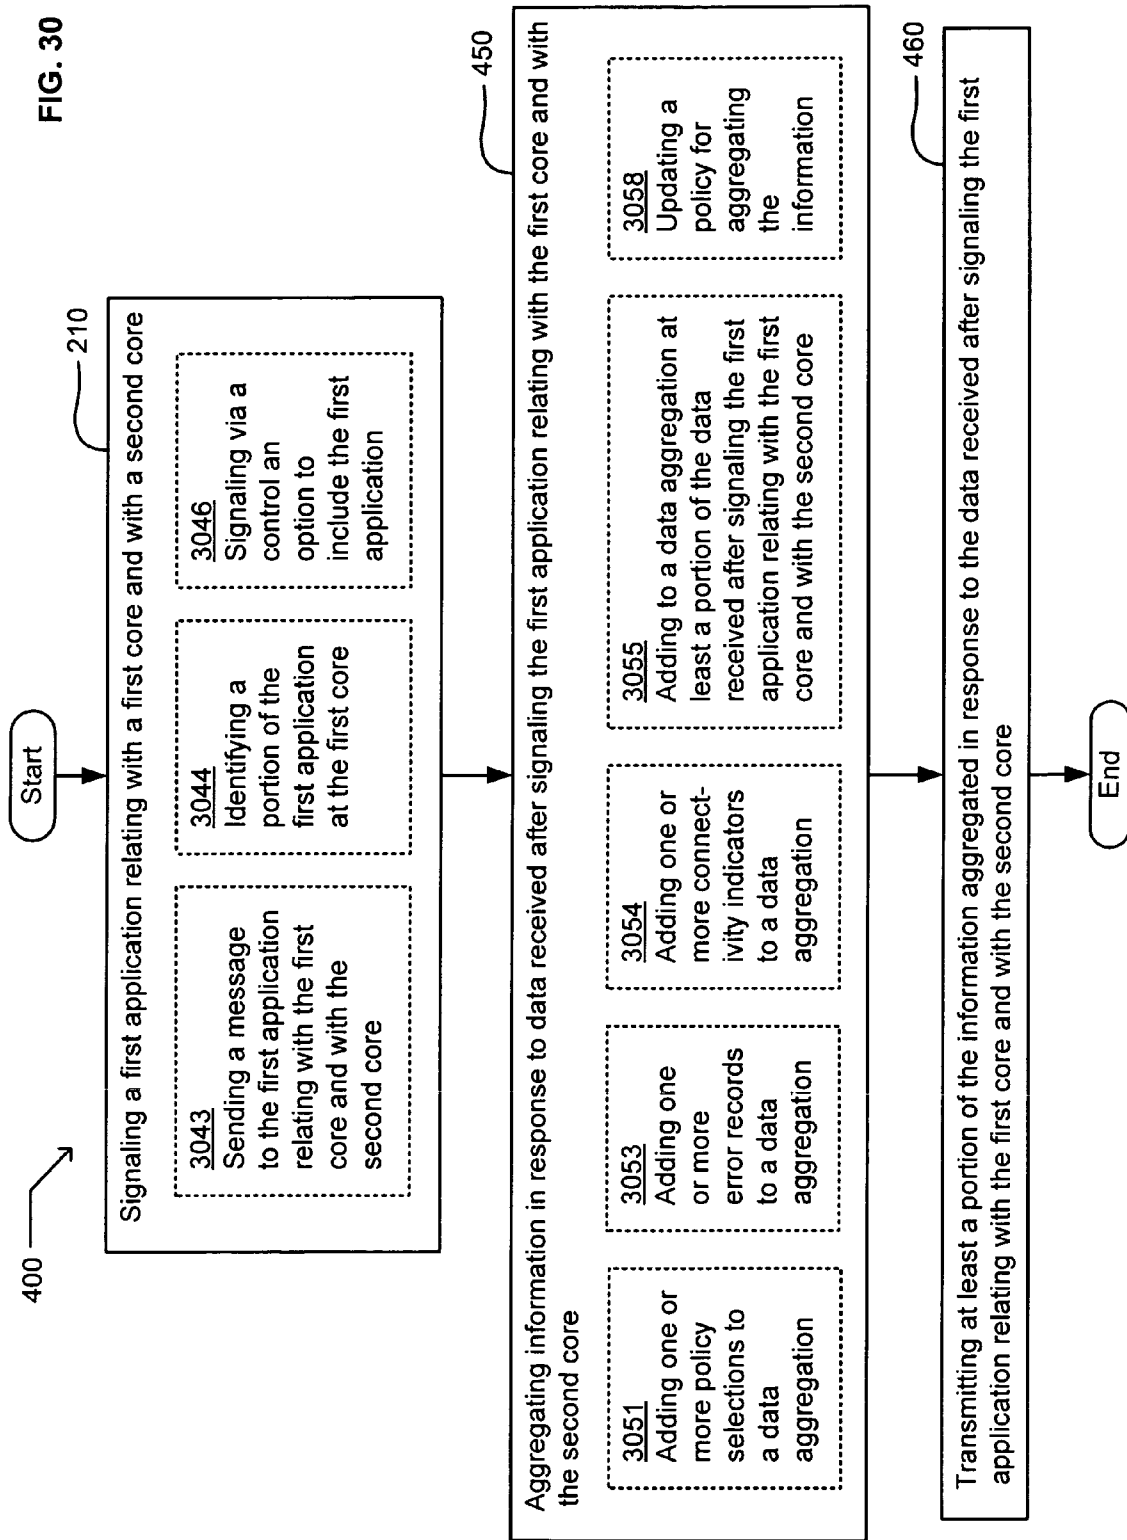 FIG. 30
400
Start
210
Signaling a first application relating with a first core and with a second core
3043
Sending a message
to the first application
relating with the first
core and with the
second core
3044
Identifying a
portion of the
first application
at the first core
3046
Signaling via a
control an
option to
include the first
application
450
Aggregating information in response to data received after signaling the first application relating with the first core and with
the second core
3051
Adding one or
more policy
selections to
a data
aggregation
3053
Adding one
or more
error records
to a data
aggregation
3054
Adding one or
more connect-
ivity indicators
to a data
aggregation
3055
Adding to a data aggregation at
least a portion of the data
received after signaling the first
application relating with the first
core and with the second core
3058
Updating a
policy for
aggregating
the
information
460
Transmitting at least a portion of the information aggregated in response to the data received after signaling the first
application relating with the first core and with the second core
End